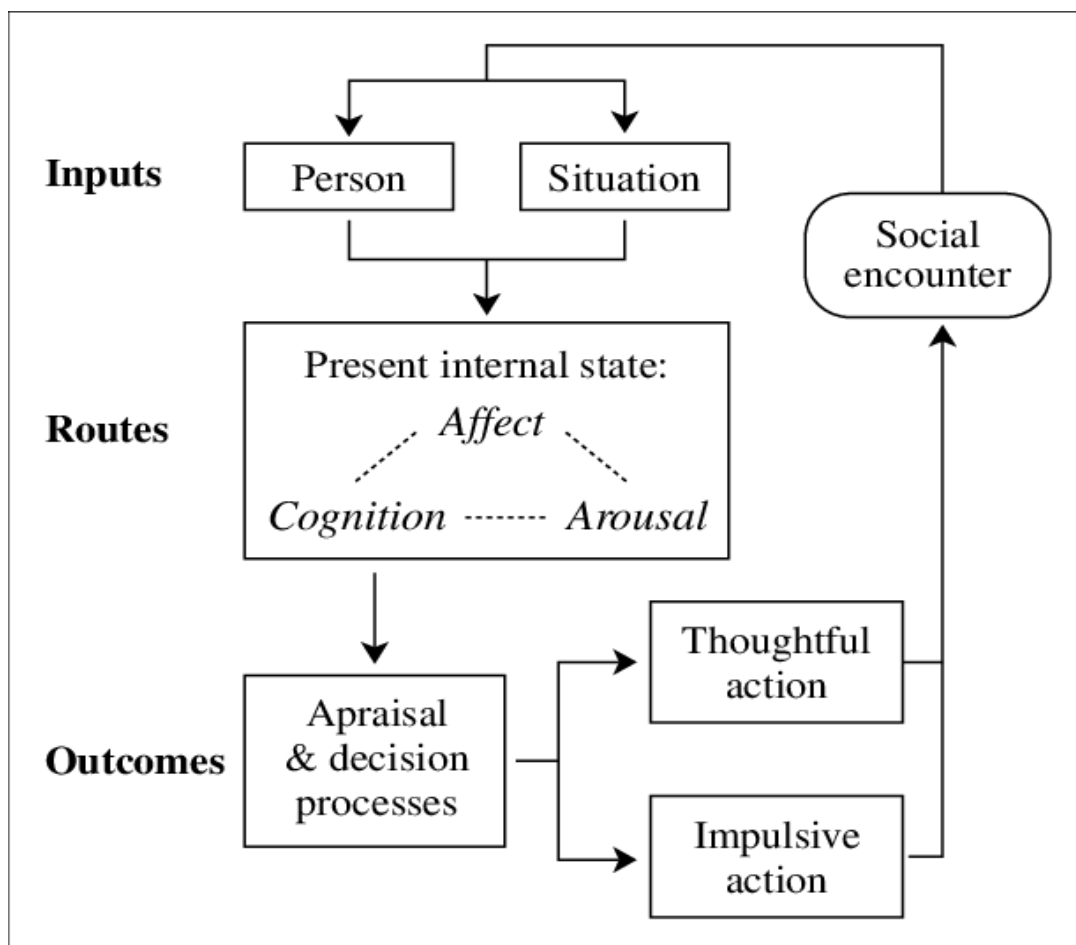 Inputs
Person
Situation
Social
encounter
Routes
Present internal state:
Affect
Cognition
Arousal
Outcomes
Apraisal
& decision
processes
Thoughtful
action
Impulsive
action